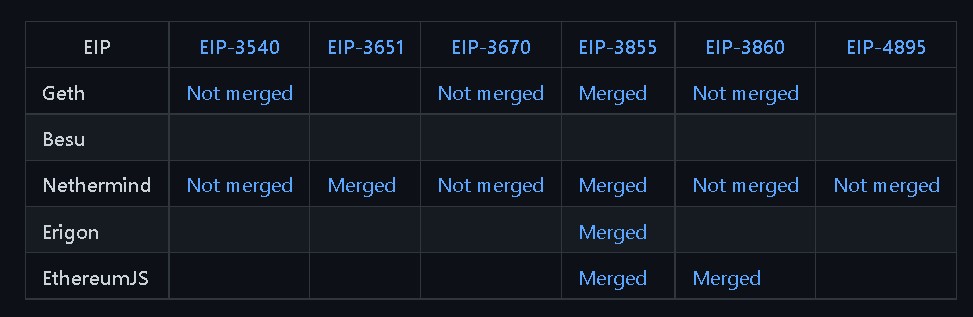 EIP EIP-3540 EIP-3651 EIP-3670 EIP-3855 EIP-3860 EIP-4895
Geth Not merged Not merged Merged Not merged
Besu
Nethermind Not merged Merged Not merged Merged Not merged Not merged
Erigon Merged
EthereumJS Merged Merged